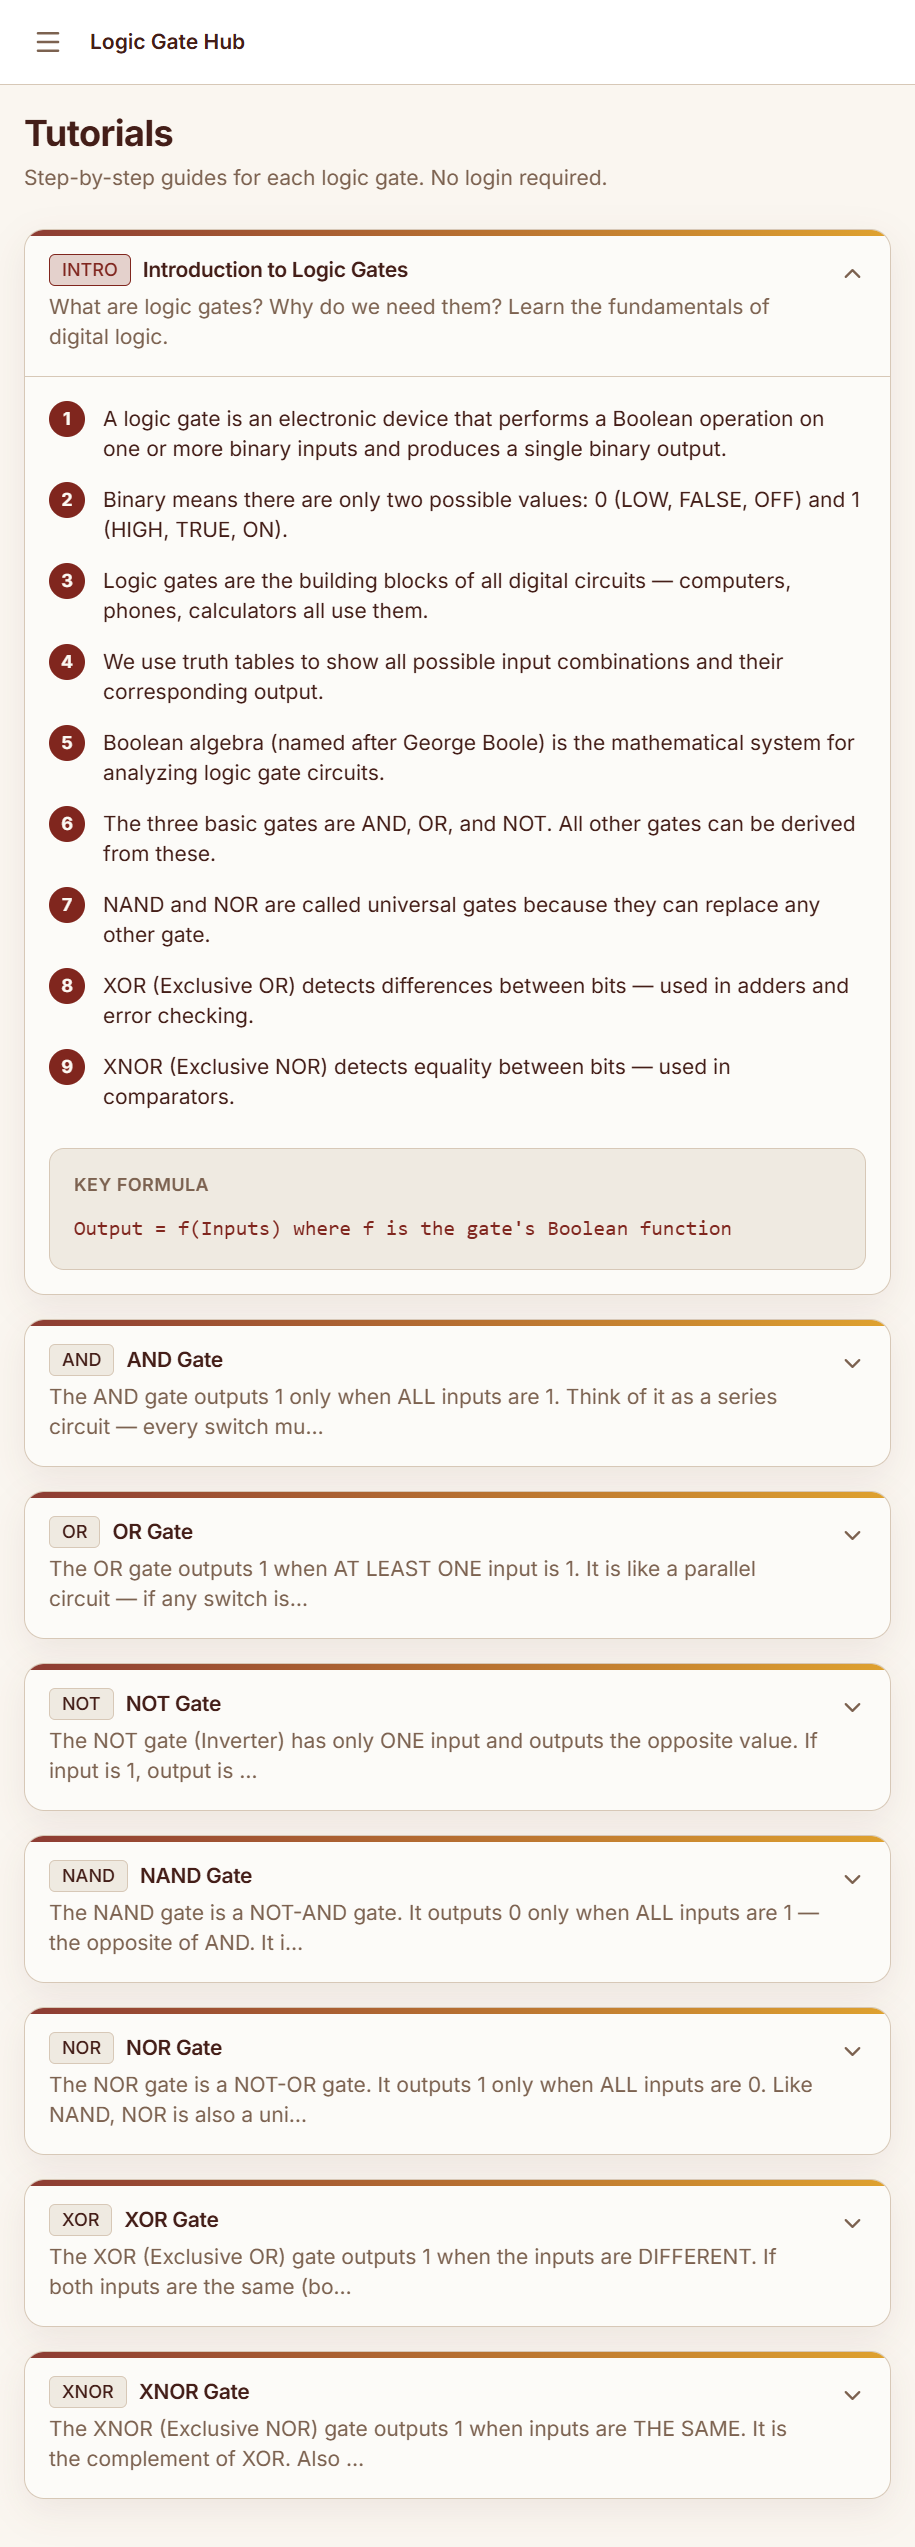 Logic Gate Hub
Tutorials
Step-by-step guides for each logic gate. No login required.
INTRO Introduction to Logic Gates
What are logic gates? Why do we need them? Learn the fundamentals of
digital logic.
1 A logic gate is an electronic device that performs a Boolean operation on
one or more binary inputs and produces a single binary output.
2 Binary means there are only two possible values: 0 (LOW, FALSE, OFF) and 1
(HIGH, TRUE, ON).
3 Logic gates are the building blocks of all digital circuits — computers,
phones, calculators all use them.
4 We use truth tables to show all possible input combinations and their
corresponding output.
5 Boolean algebra (named after George Boole) is the mathematical system for
analyzing logic gate circuits.
6 The three basic gates are AND, OR, and NOT. All other gates can be derived
from these.
7 NAND and NOR are called universal gates because they can replace any
other gate.
8 XOR (Exclusive OR) detects differences between bits — used in adders and
error checking.
9 XNOR (Exclusive NOR) detects equality between bits — used in
comparators.
KEY FORMULA
Output = f(Inputs) where f is the gate's Boolean function
AND AND Gate
The AND gate outputs 1 only when ALL inputs are 1. Think of it as a series
circuit — every switch mu...
OR OR Gate
The OR gate outputs 1 when AT LEAST ONE input is 1. It is like a parallel
circuit — if any switch is...
NOT NOT Gate
The NOT gate (Inverter) has only ONE input and outputs the opposite value. If
input is 1, output is ...
NAND NAND Gate
The NAND gate is a NOT-AND gate. It outputs 0 only when ALL inputs are 1 —
the opposite of AND. It i...
NOR NOR Gate
The NOR gate is a NOT-OR gate. It outputs 1 only when ALL inputs are 0. Like
NAND, NOR is also a uni...
XOR XOR Gate
The XOR (Exclusive OR) gate outputs 1 when the inputs are DIFFERENT. If
both inputs are the same (bo...
XNOR XNOR Gate
The XNOR (Exclusive NOR) gate outputs 1 when inputs are THE SAME. It is
the complement of XOR. Also ...